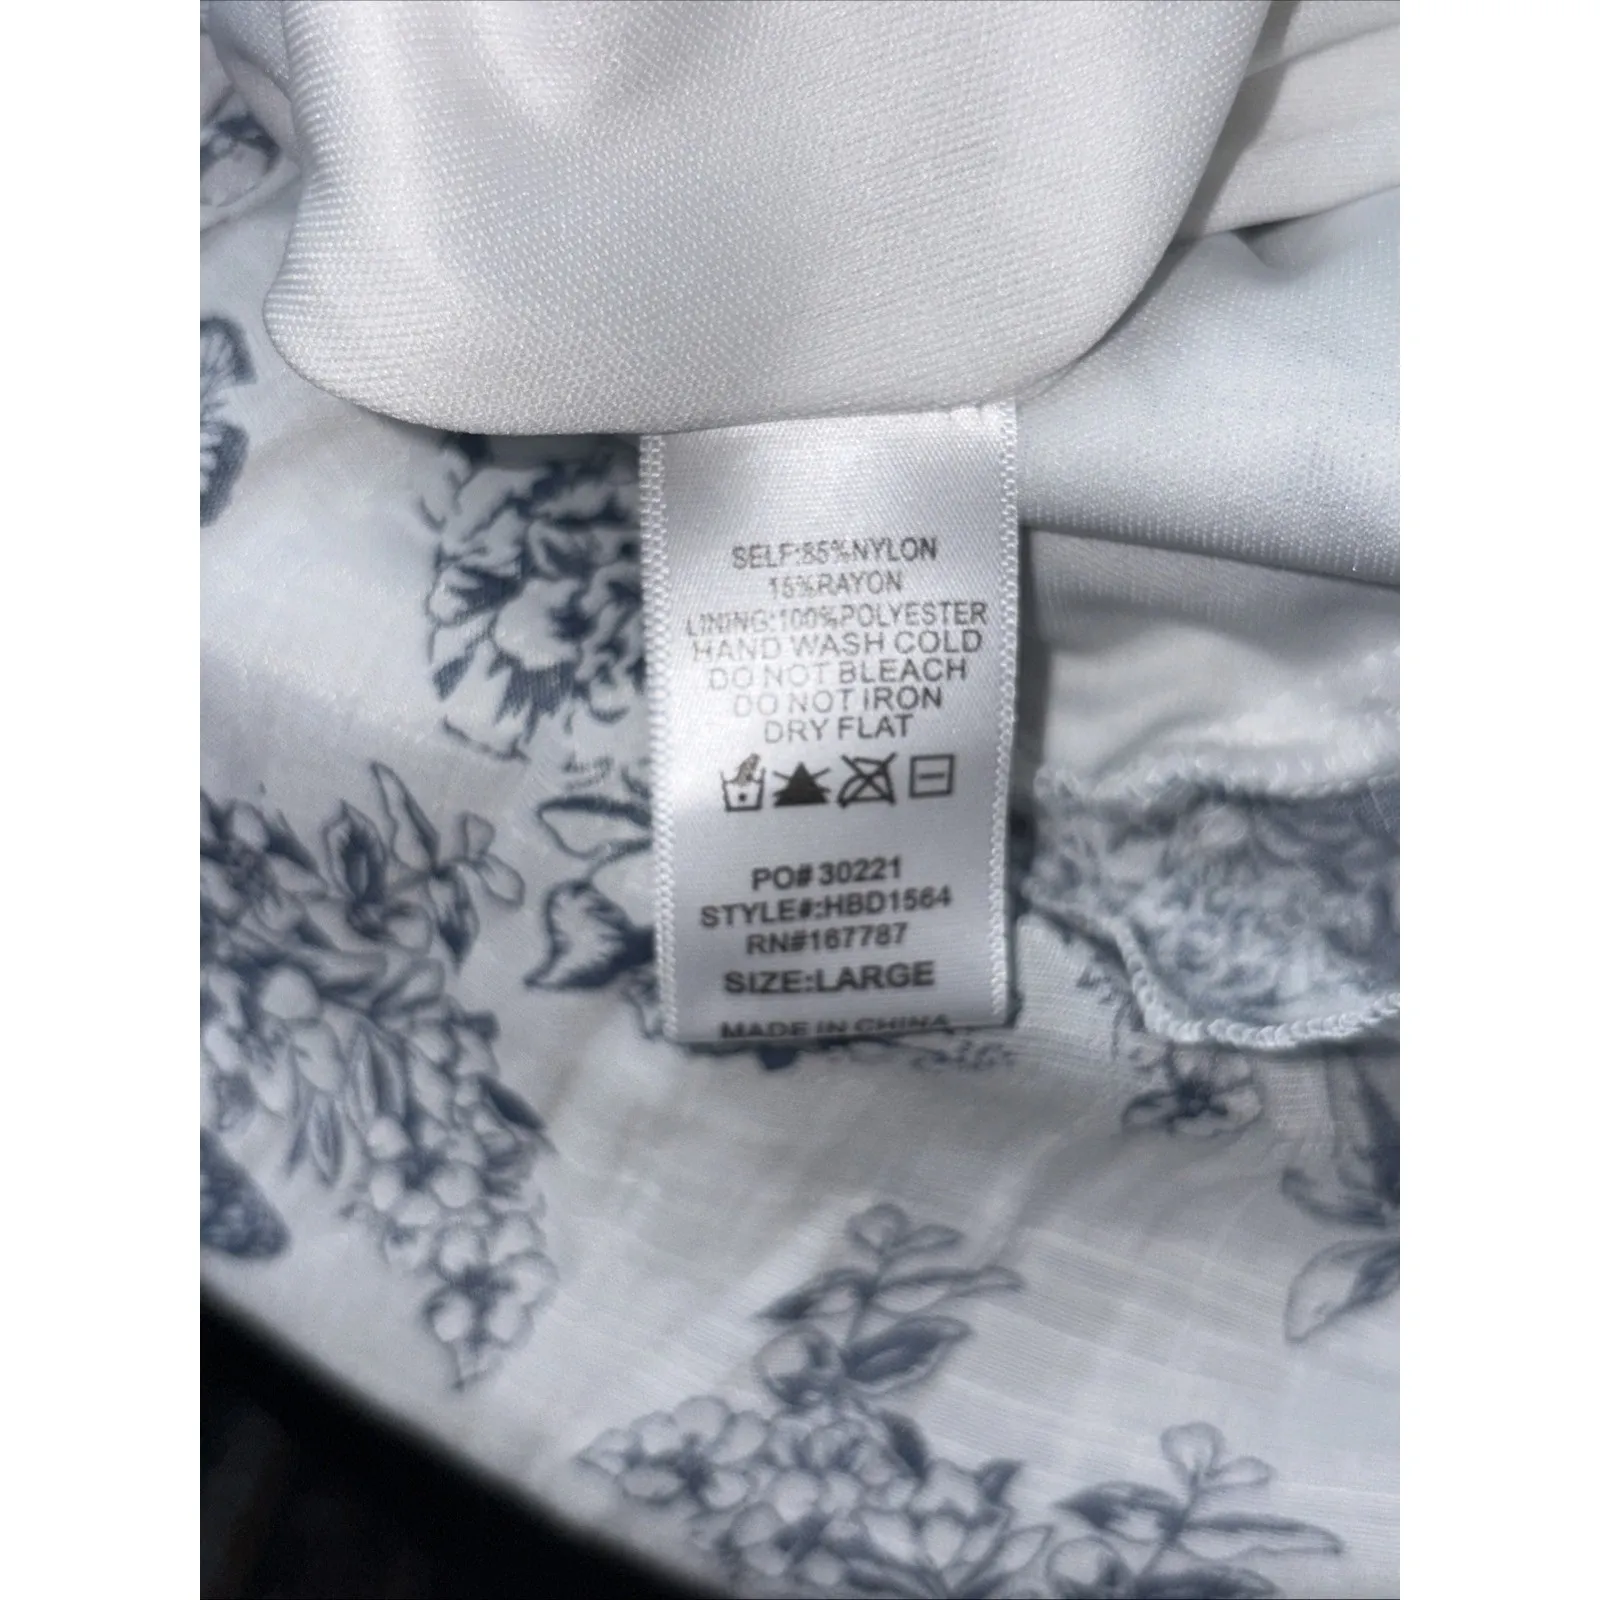 SELF:85%NYLON
15%RAYON
LINING:100%POLYESTER
HAND WASH COLD
DO NOT BLEACH
DO NOT IRON
DRY FLAT
PO# 30221
STYLE#:HBD1564
RN#167787
SIZE:LARGE
MADE IN CHINA